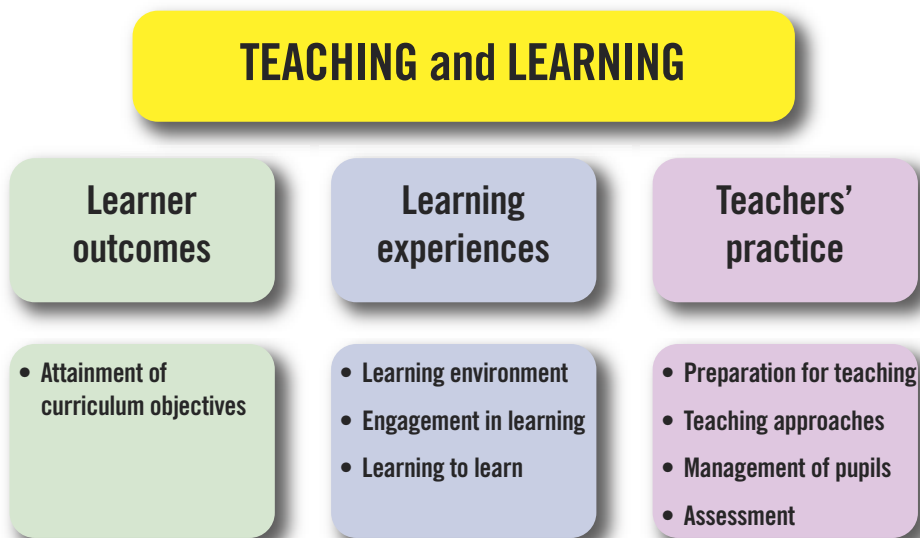 TEACHING and LEARNING
Learner
outcomes
Learning
experiences
Teachers’
practice
• Attainment of
curriculum objectives
• Learning environment
• Engagement in learning
• Learning to learn
• Preparation for teaching
• Teaching approaches
• Management of pupils
• Assessment